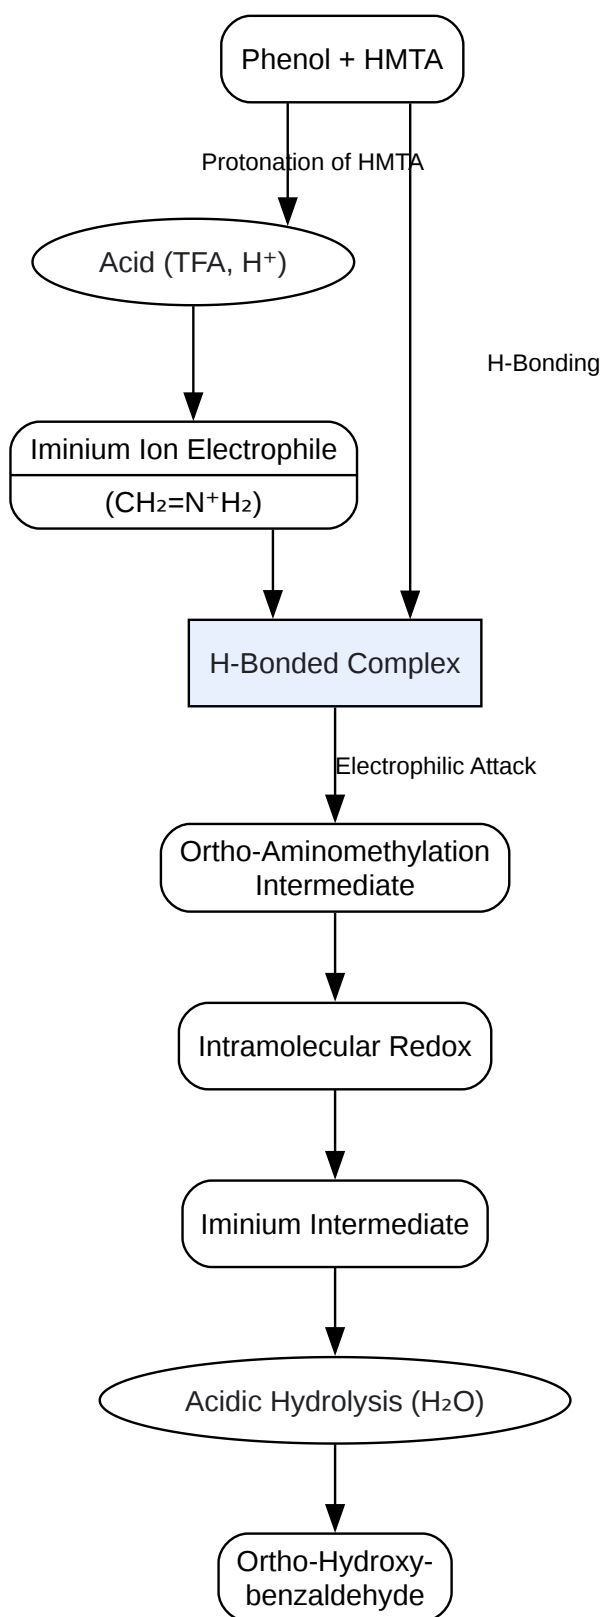 Phenol + HMTA
Protonation of HMTA
Acid (TFA, H⁺)
H-Bonding
Iminium Ion Electrophile
(CH₂=N⁺H₂)
H-Bonded Complex
Electrophilic Attack
Ortho-Aminomethylation
Intermediate
Intramolecular Redox
Iminium Intermediate
Acidic Hydrolysis (H₂O)
Ortho-Hydroxy-
benzaldehyde